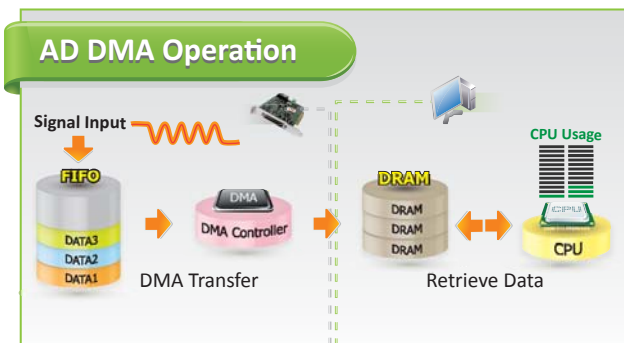 AD DMA Operation
Signal Input
CPU Usage
FIFO
DATA3
DATA2
DATA1
DMA
DMA Controller
DMA Transfer
DRAM
DRAM
DRAM
DRAM
CPU
CPU
Retrieve Data